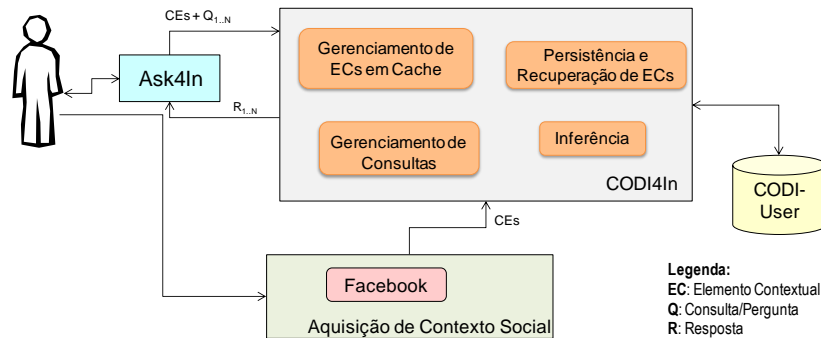 CEs + Q1..N
Ask4In
R1..N
Gerenciamento de
ECs em Cache
Persistência e
Recuperação de ECs
Gerenciamento de
Consultas
Inferência
CODI4In
CODI-
User
CEs
Facebook
Aquisição de Contexto Social
Legenda:
EC: Elemento Contextual
Q: Consulta/Pergunta
R: Resposta